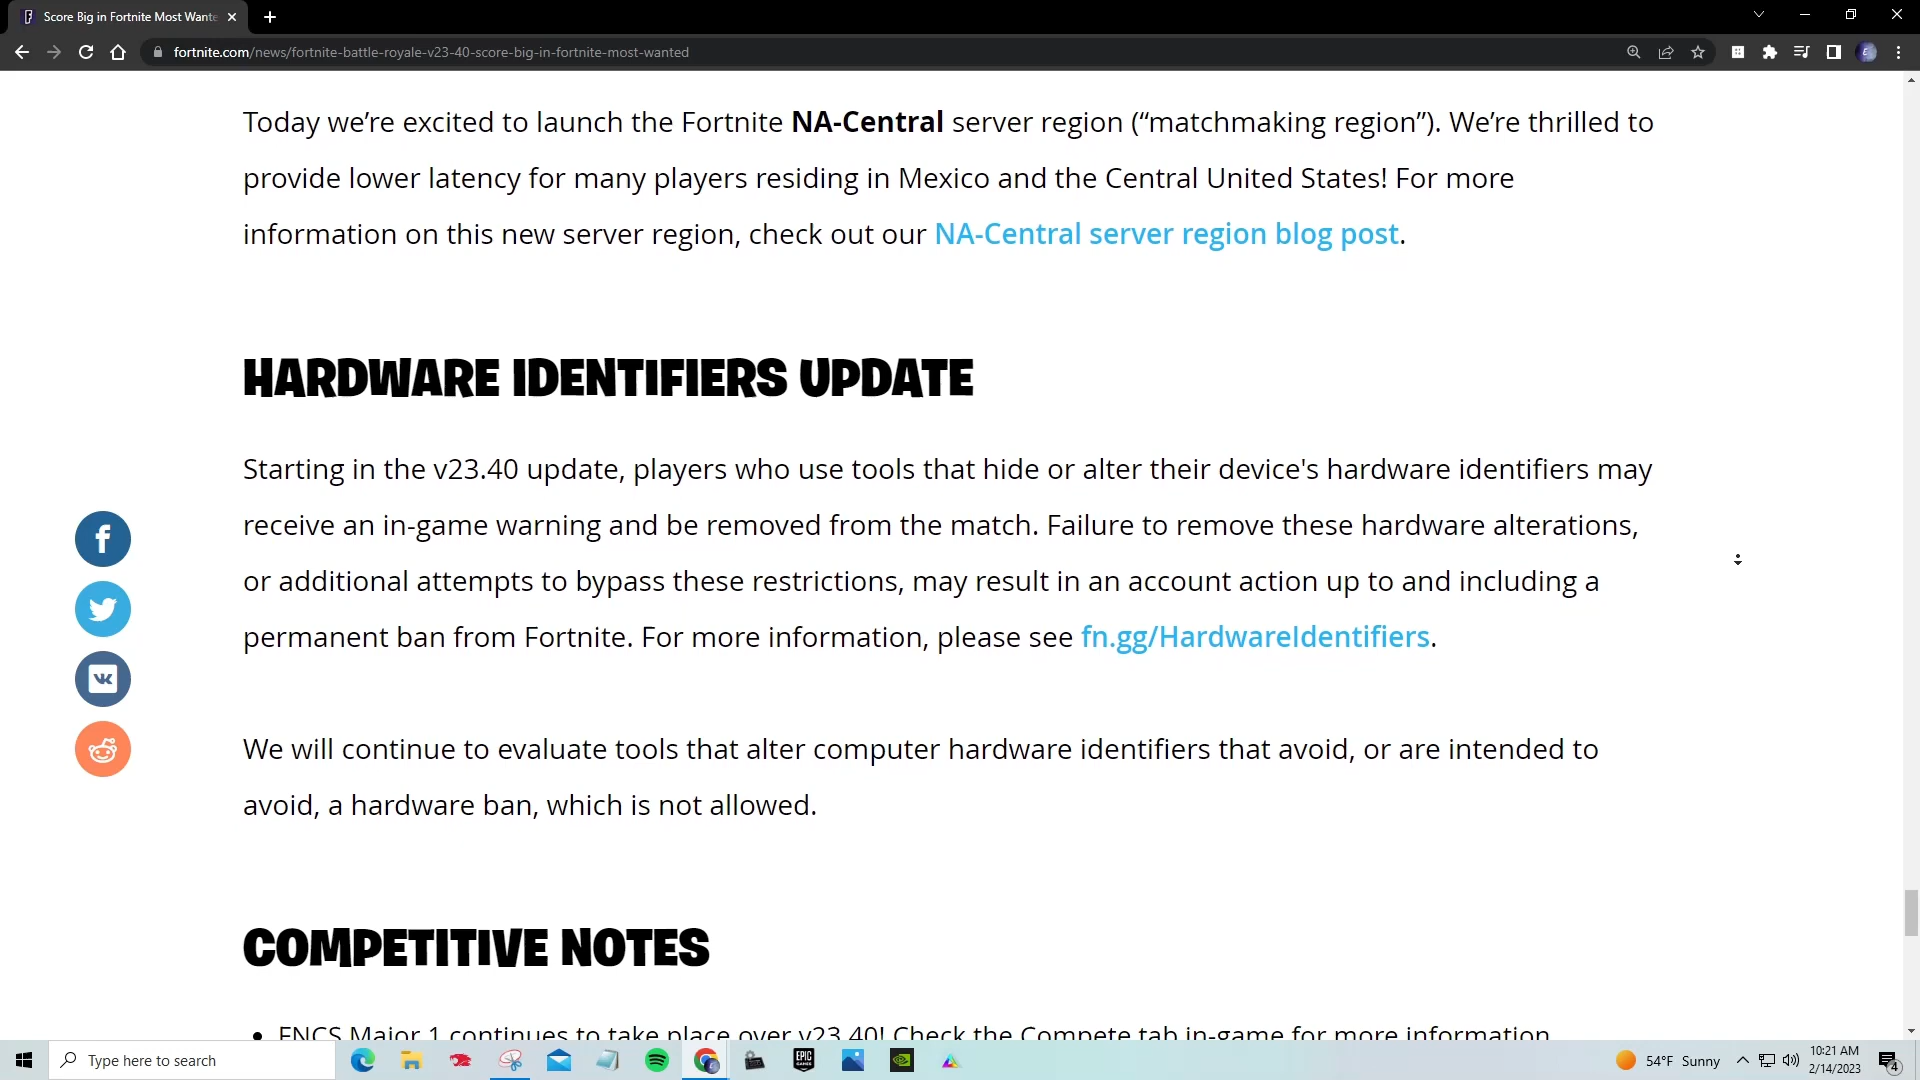 Score Big in Fortnite Most Wante
fortnite.com/news/fortnite-battle-royale-v23-40-score-big-in-fortnite-most-wanted
Today we’re excited to launch the Fortnite NA-Central server region (“matchmaking region”). We’re thrilled to
provide lower latency for many players residing in Mexico and the Central United States! For more
information on this new server region, check out our NA-Central server region blog post.
HARDWARE IDENTIFIERS UPDATE
Starting in the v23.40 update, players who use tools that hide or alter their device's hardware identifiers may
receive an in-game warning and be removed from the match. Failure to remove these hardware alterations,
or additional attempts to bypass these restrictions, may result in an account action up to and including a
permanent ban from Fortnite. For more information, please see fn.gg/HardwareIdentifiers.
We will continue to evaluate tools that alter computer hardware identifiers that avoid, or are intended to
avoid, a hardware ban, which is not allowed.
COMPETITIVE NOTES
• FNCS Major 1 continues to take place over v23.40! Check the Compete tab in-game for more information
Type here to search
EPIC GAMES
54°F Sunny
10:21 AM
2/14/2023
4